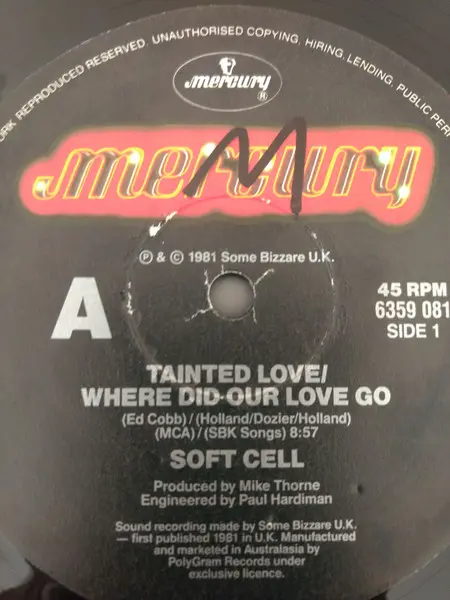 ORK REPRODUCED RESERVED. UNAUTHORISED COPYING, HIRING, LENDING, PUBLIC PER
mercury
®
mercury
M
Ⓟ & © 1981 Some Bizzare U.K.
A
45 RPM
6359 081
SIDE 1
TAINTED LOVE/
WHERE DID OUR LOVE GO
(Ed Cobb)/(Holland/Dozier/Holland)
(MCA)/(SBK Songs) 8:57
SOFT CELL
Produced by Mike Thorne
Engineered by Paul Hardiman
Sound recording made by Some Bizzare U.K.
— first published 1981 in U.K. Manufactured
and marketed in Australasia by
PolyGram Records under
exclusive licence.